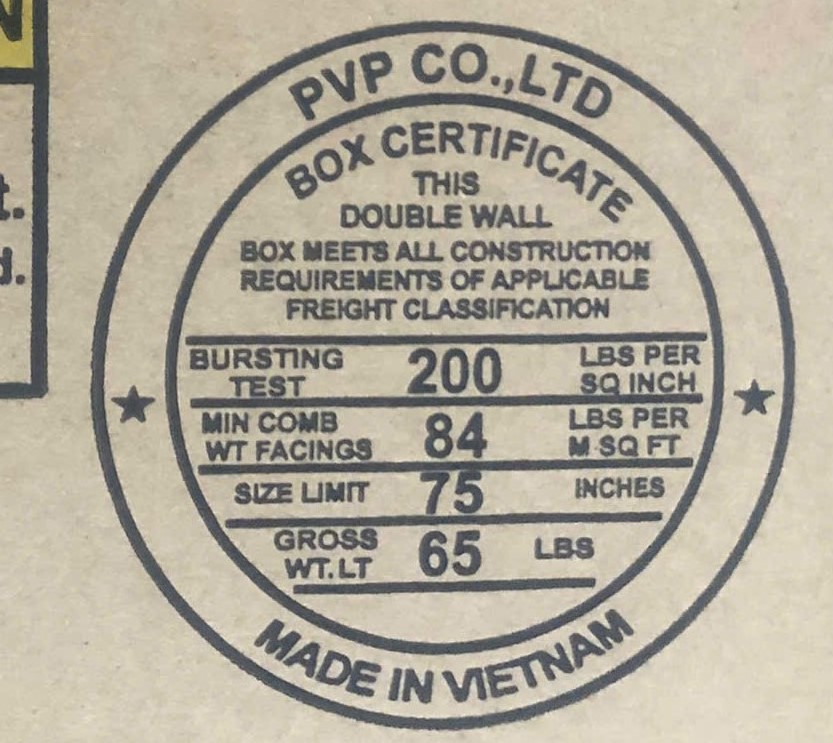 N
t.
d.
PVP CO.,LTD
BOX CERTIFICATE
THIS
DOUBLE WALL
BOX MEETS ALL CONSTRUCTION
REQUIREMENTS OF APPLICABLE
FREIGHT CLASSIFICATION
BURSTING TEST 200 LBS PER SQ INCH
MIN COMB WT FACINGS 84 LBS PER M SQ FT
SIZE LIMIT 75 INCHES
GROSS WT.LT 65 LBS
MADE IN VIETNAM